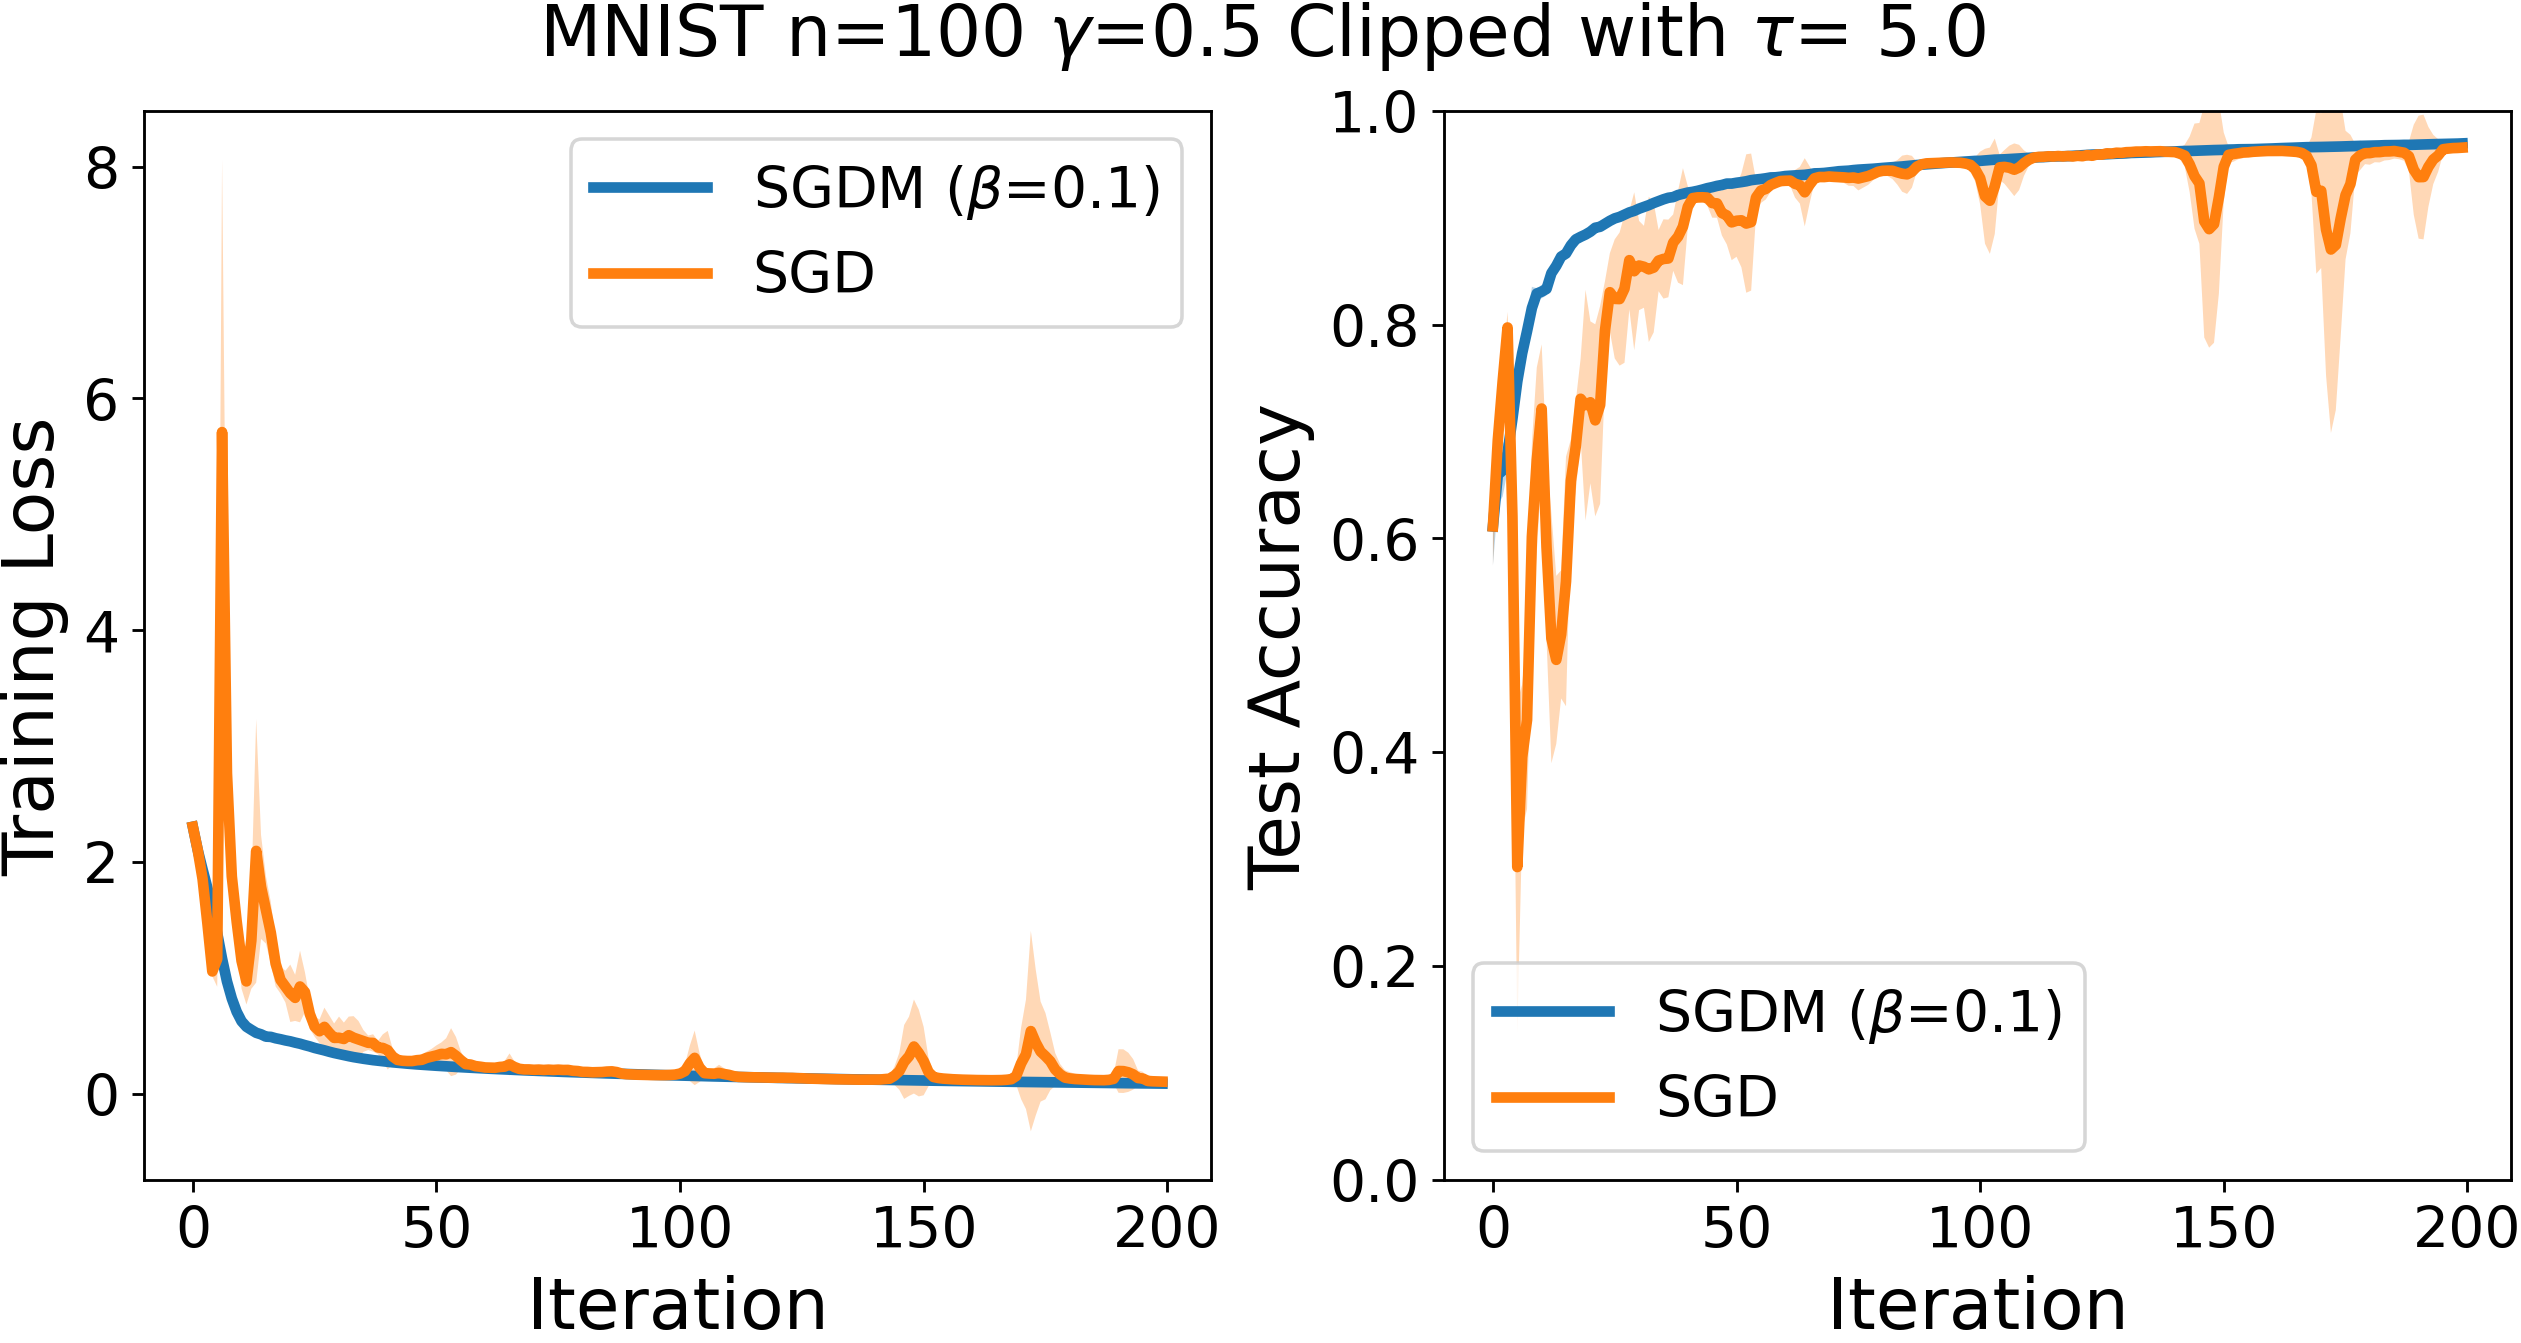 MNIST n=100 γ=0.5 Clipped with τ= 5.0
Training Loss
8
6
4
2
0
SGDM (β=0.1)
SGD
0 50 100 150 200
Iteration
Test Accuracy
1.0
0.8
0.6
0.4
0.2
0.0
SGDM (β=0.1)
SGD
0 50 100 150 200
Iteration